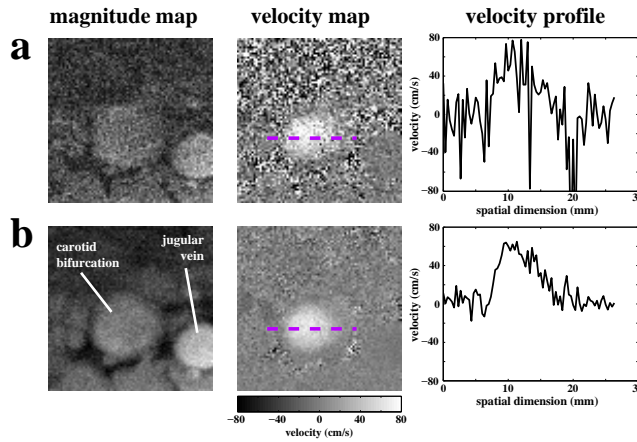 magnitude map velocity map velocity profile
a
80
40
0
-40
-80
velocity (cm/s)
0 10 20 3
spatial dimension (mm)
b
carotid
bifurcation
jugular
vein
80
40
0
-40
-80
velocity (cm/s)
0 10 20 3
spatial dimension (mm)
-80 -40 0 40 80
velocity (cm/s)